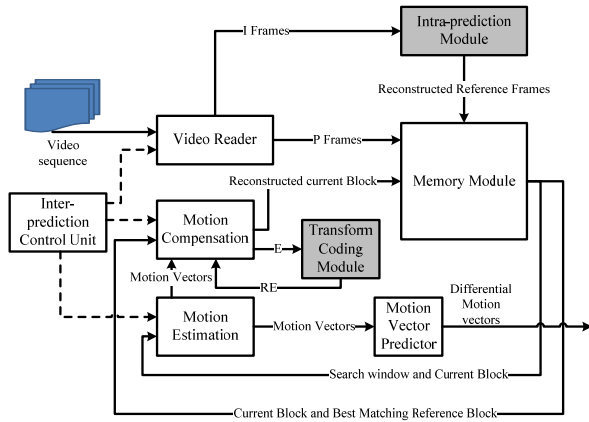 I Frames
Intra-prediction
Module
Reconstructed Reference Frames
Video
sequence
Video Reader
P Frames
Memory Module
Reconstructed current Block
Inter-
prediction
Control Unit
Motion
Compensation
E
Transform
Coding
Module
RE
Motion Vectors
Motion
Estimation
Motion Vectors
Motion
Vector
Predictor
Differential
Motion
vectors
Search window and Current Block
Current Block and Best Matching Reference Block